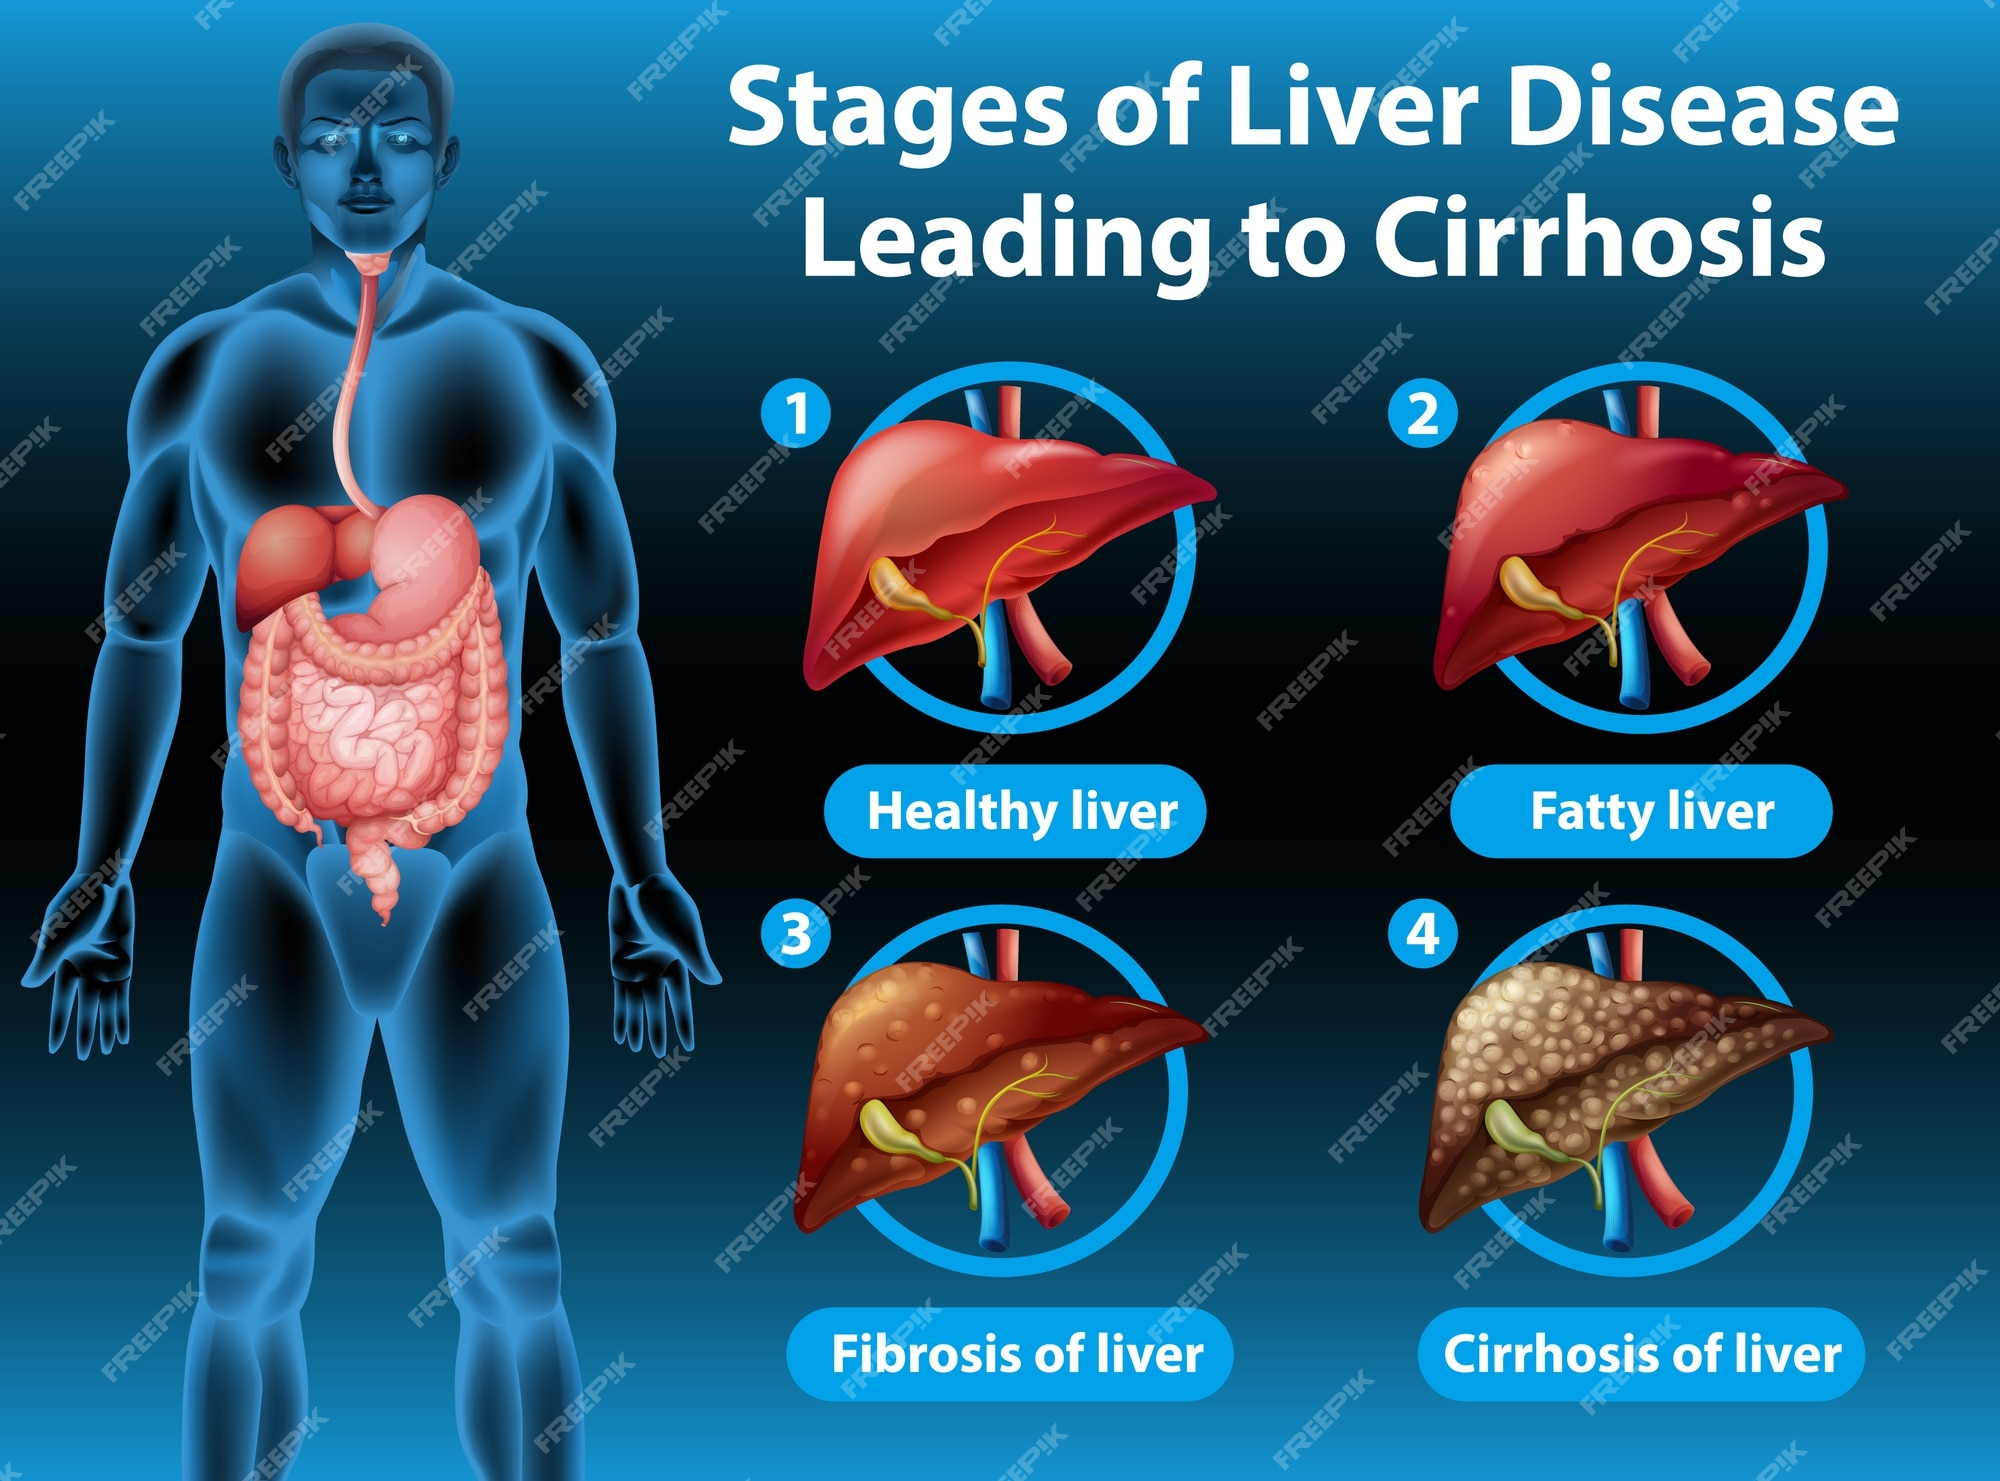 Stages of Liver Disease
Leading to Cirrhosis
1
Healthy liver
2
Fatty liver
3
Fibrosis of liver
4
Cirrhosis of liver
FREEPIK